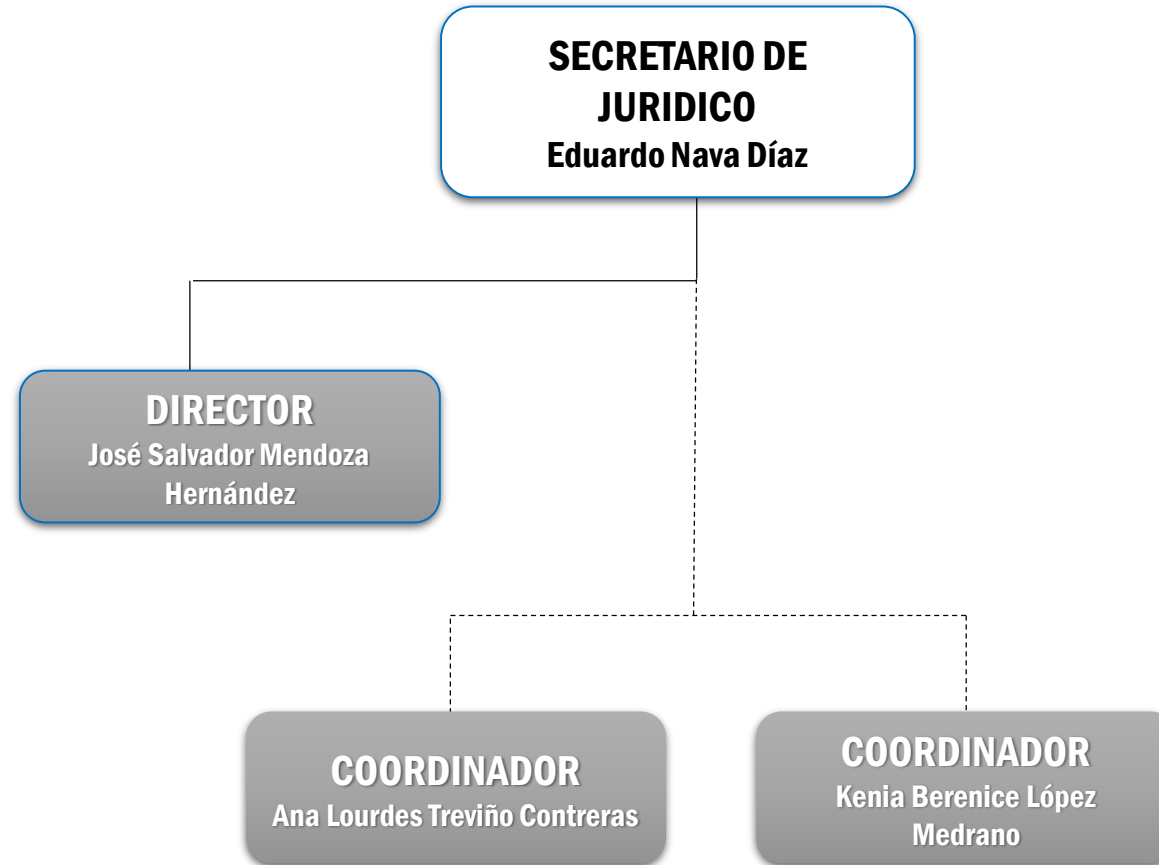 SECRETARIO DE
JURIDICO
Eduardo Nava Díaz
DIRECTOR
José Salvador Mendoza
Hernández
COORDINADOR
Ana Lourdes Treviño Contreras
COORDINADOR
Kenia Berenice López
Medrano